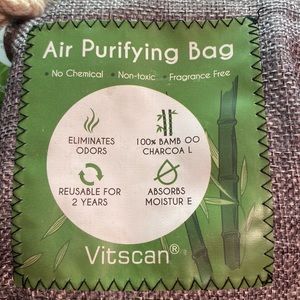 Air Purifying Bag
• No Chemical • Non-toxic • Fragrance Free
ELIMINATES
ODORS
100% BAMB OO
CHARCOA L
REUSABLE FOR
2 YEARS
ABSORBS
MOISTUR E
Vitscan®